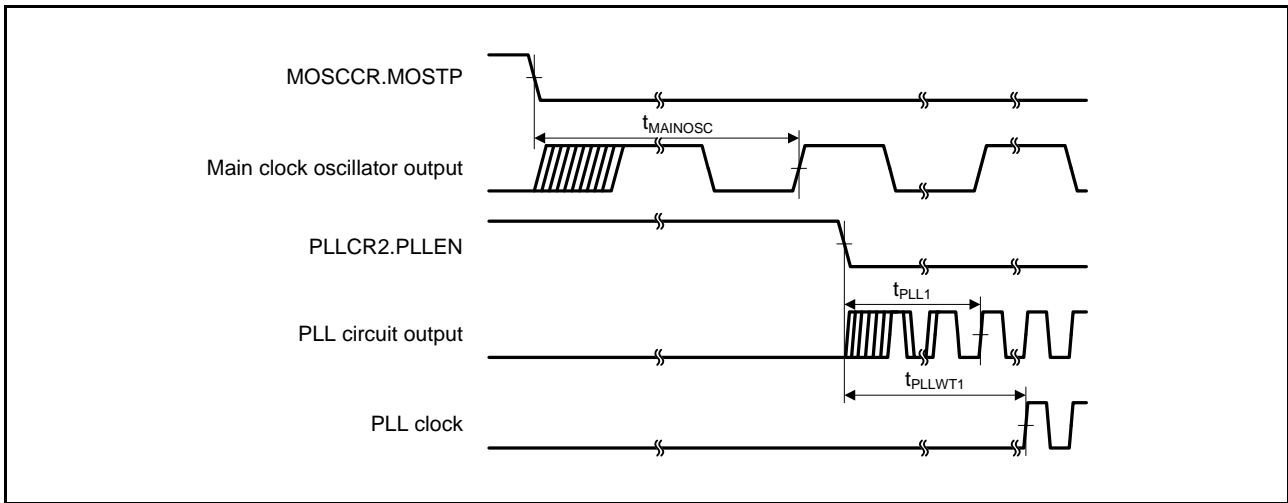 MOSCCR.MOSTP
tMAINOSC
Main clock oscillator output
PLLCR2.PLLEN
tPLL1
PLL circuit output
tPLLWT1
PLL clock